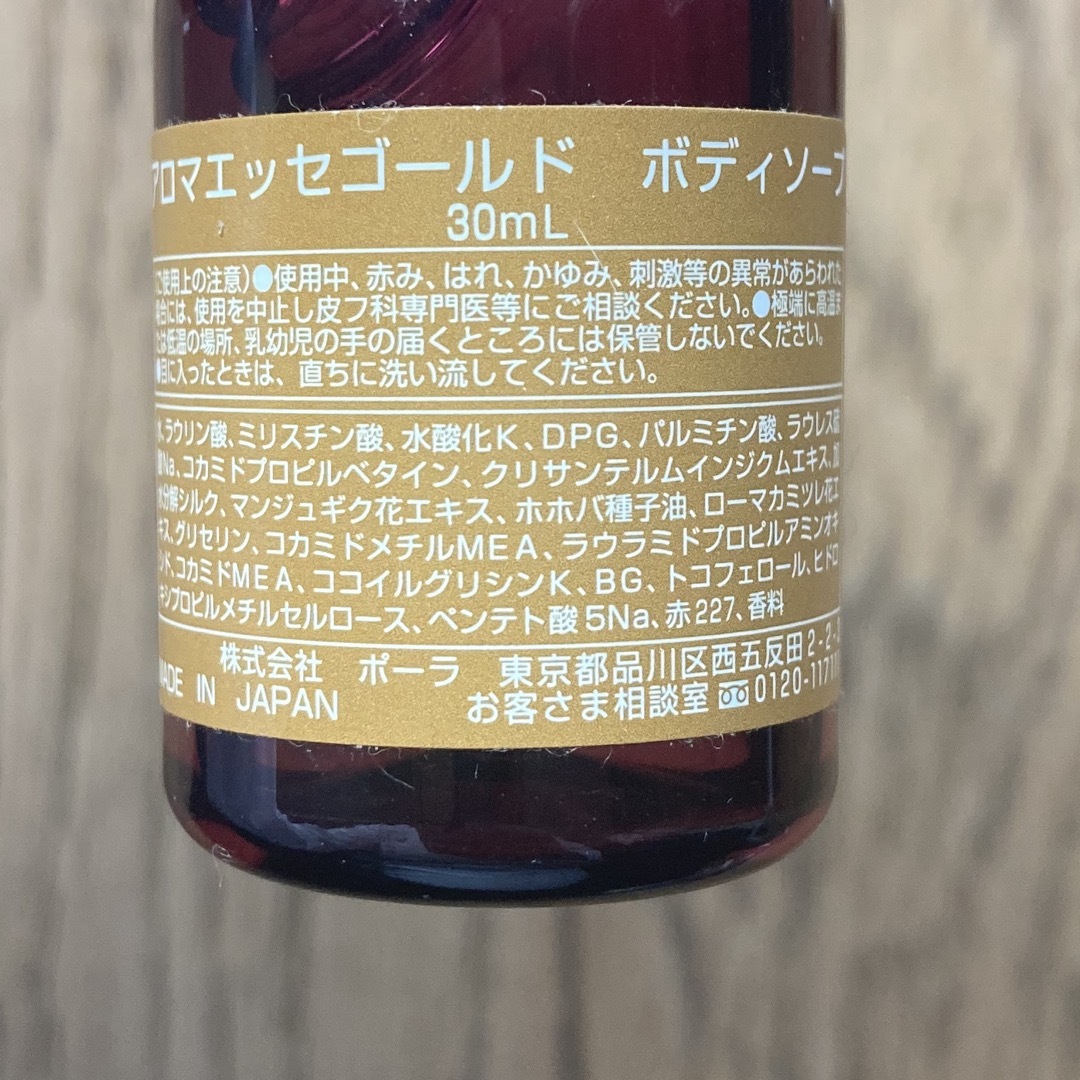 アロマエッセゴールド　ボディソープ
30mL
ご使用上の注意)●使用中、赤み、はれ、かゆみ、刺激等の異常があらわれた
場合には、使用を中止し皮フ科専門医等にご相談ください。●極端に高温ま
たは低温の場所、乳幼児の手の届くところには保管しないでください。
●目に入ったときは、直ちに洗い流してください。
水、ラウリン酸、ミリスチン酸、水酸化K、DPG、パルミチン酸、ラウレス硫
酸Na、コカミドプロピルベタイン、クリサンテルムインジクムエキス、加
水分解シルク、マンジュギク花エキス、ホホバ種子油、ローマカミツレ花エ
キス、グリセリン、コカミドメチルMEA、ラウラミドプロピルアミンオキ
シド、コカミドMEA、ココイルグリシンK、BG、トコフェロール、ヒドロ
キシプロピルメチルセルロース、ペンテト酸5Na、赤227、香料
株式会社　ポーラ　東京都品川区西五反田2-2-3
MADE IN JAPAN　お客さま相談室 0120-11711